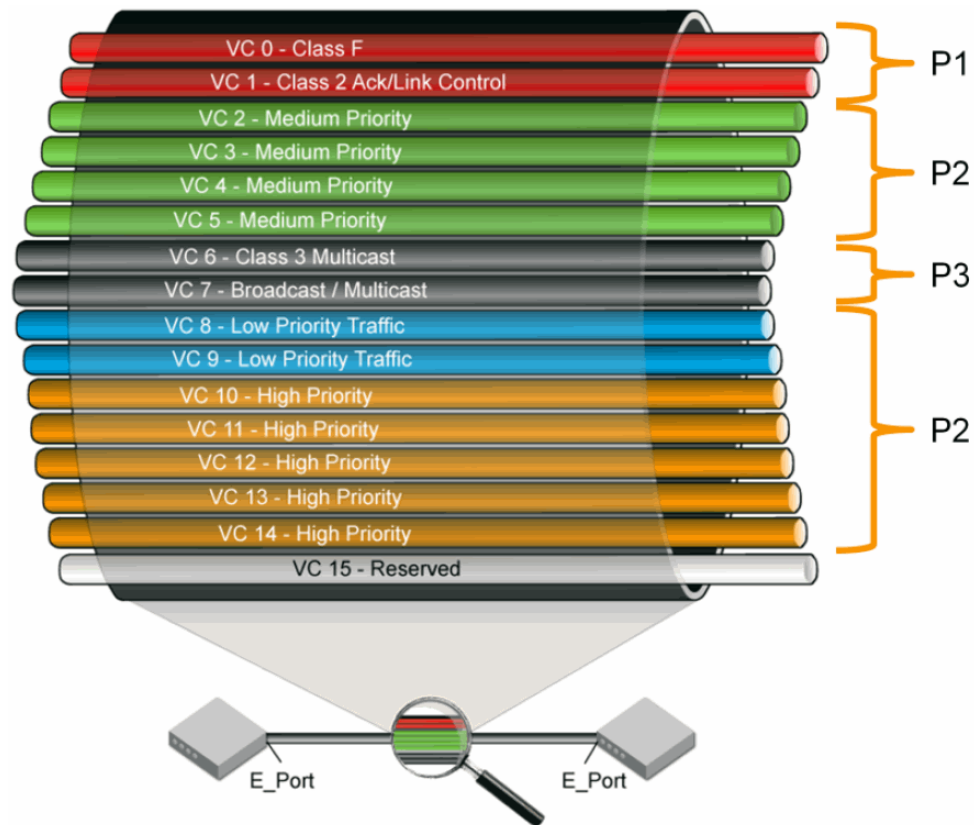 VC 0 - Class F
VC 1 - Class 2 Ack/Link Control
P1
VC 2 - Medium Priority
VC 3 - Medium Priority
VC 4 - Medium Priority
VC 5 - Medium Priority
P2
VC 6 - Class 3 Multicast
VC 7 - Broadcast / Multicast
P3
VC 8 - Low Priority Traffic
VC 9 - Low Priority Traffic
VC 10 - High Priority
VC 11 - High Priority
VC 12 - High Priority
VC 13 - High Priority
VC 14 - High Priority
P2
VC 15 - Reserved
E_Port
E_Port